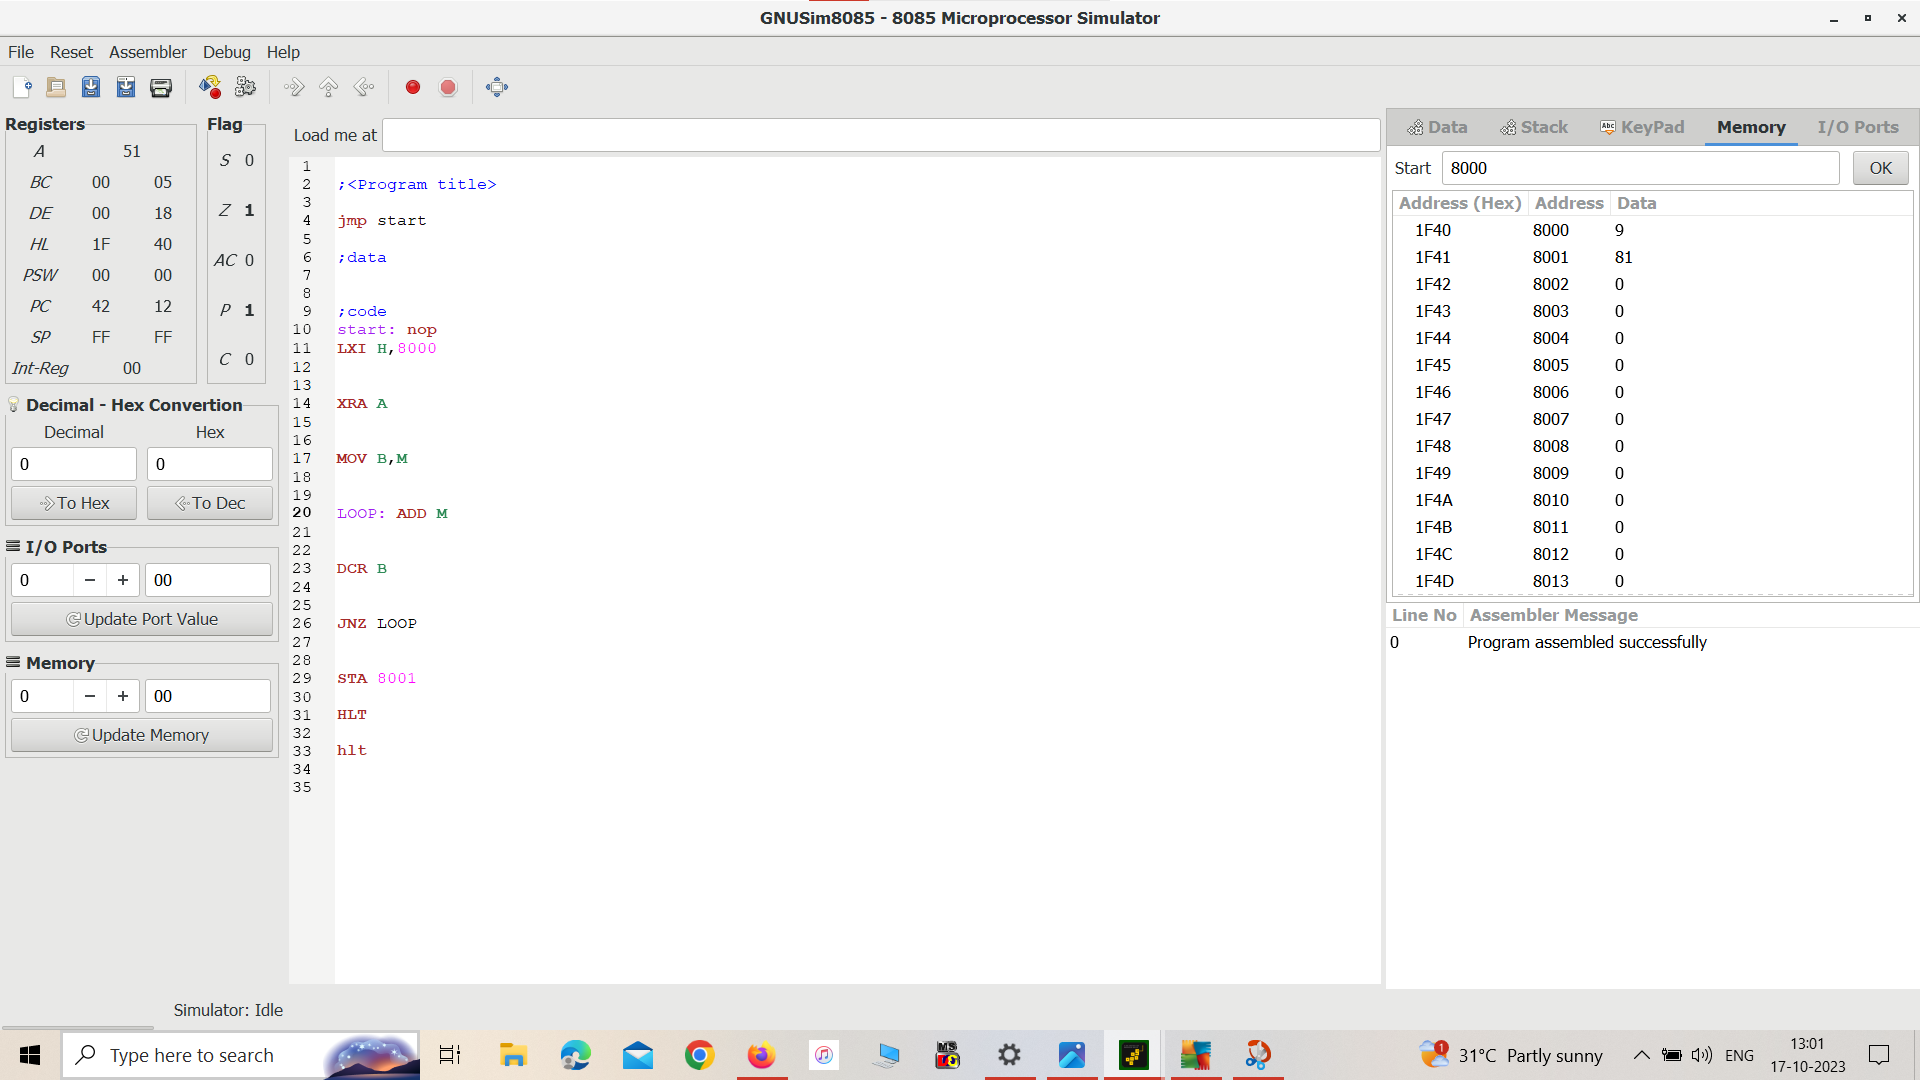 GNUSim8085 - 8085 Microprocessor Simulator
File Reset Assembler Debug Help
Registers
A 51
BC 00 05
DE 00 18
HL 1F 40
PSW 00 00
PC 42 12
SP FF FF
Int-Reg 00
Flag
S 0
Z 1
AC 0
P 1
C 0
Decimal - Hex Convertion
Decimal Hex
0 0
To Hex To Dec
I/O Ports
0 − + 00
Update Port Value
Memory
0 − + 00
Update Memory
Load me at
1
2 ;<Program title>
3
4 jmp start
5
6 ;data
7
8
9 ;code
10 start: nop
11 LXI H,8000
12
13
14 XRA A
15
16
17 MOV B,M
18
19
20 LOOP: ADD M
21
22
23 DCR B
24
25
26 JNZ LOOP
27
28
29 STA 8001
30
31 HLT
32
33 hlt
34
35
Data Stack Abc KeyPad Memory I/O Ports
Start 8000 OK
Address (Hex) Address Data
1F40 8000 9
1F41 8001 81
1F42 8002 0
1F43 8003 0
1F44 8004 0
1F45 8005 0
1F46 8006 0
1F47 8007 0
1F48 8008 0
1F49 8009 0
1F4A 8010 0
1F4B 8011 0
1F4C 8012 0
1F4D 8013 0
Line No Assembler Message
0 Program assembled successfully
Simulator: Idle
Type here to search
MS
1
31°C Partly sunny
ENG
13:01
17-10-2023